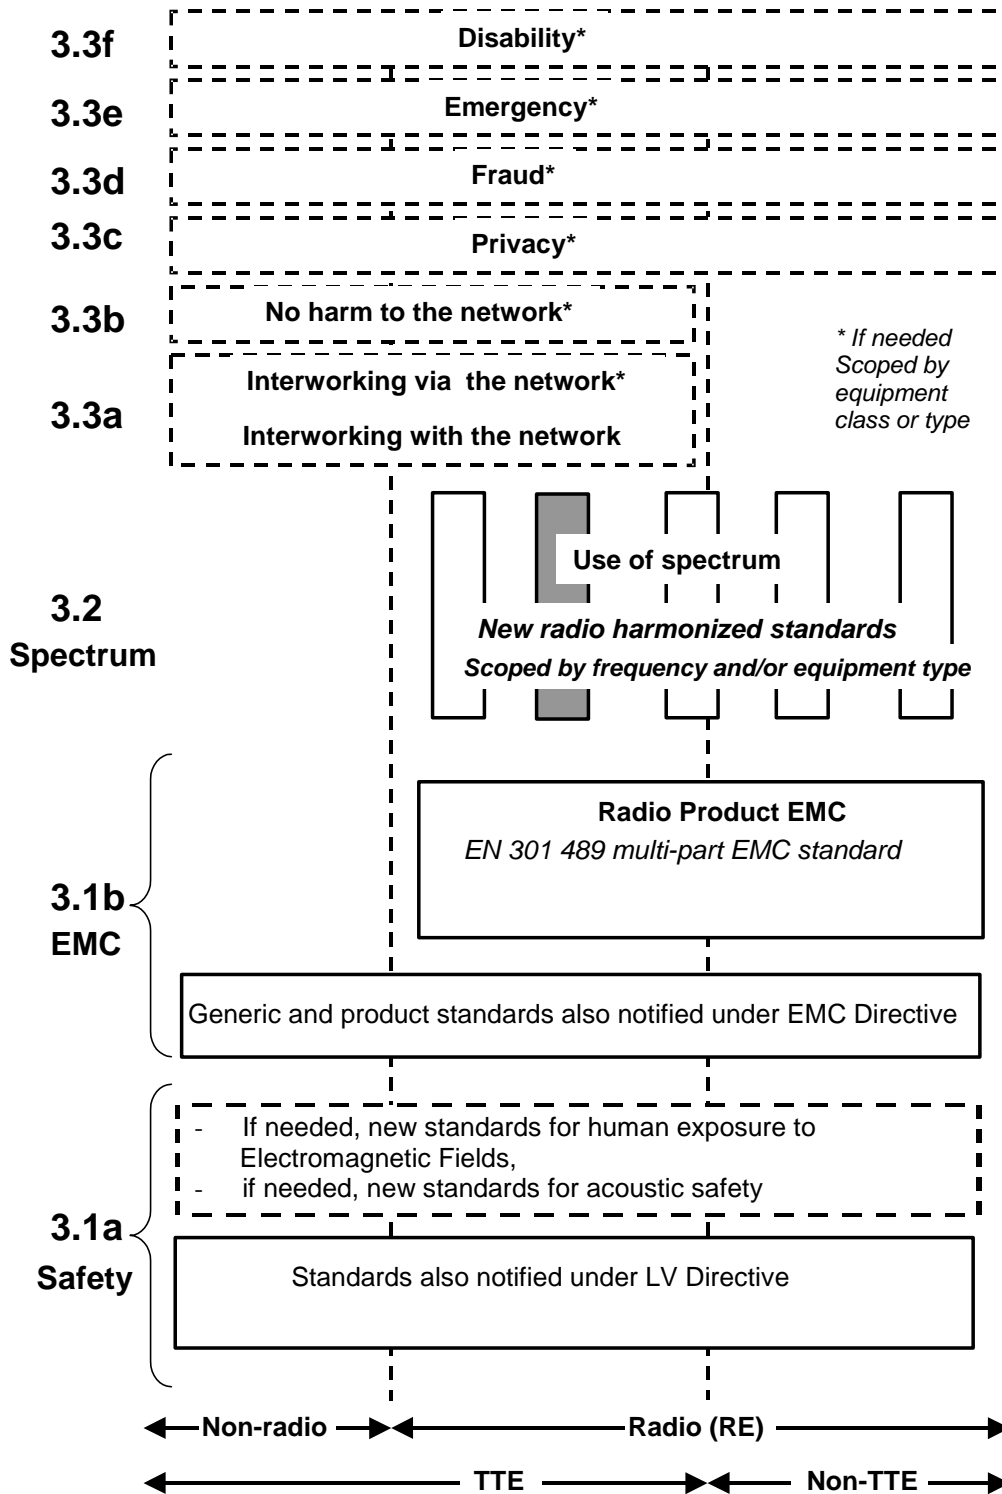 3.3f
Disability*
3.3e
Emergency*
3.3d
Fraud*
3.3c
Privacy*
3.3b
No harm to the network*
* If needed
Scoped by
equipment
class or type
3.3a
Interworking via the network*
Interworking with the network
3.2
Spectrum
Use of spectrum
New radio harmonized standards
Scoped by frequency and/or equipment type
3.1b
EMC
Radio Product EMC
EN 301 489 multi-part EMC standard
Generic and product standards also notified under EMC Directive
3.1a
Safety
- If needed, new standards for human exposure to
Electromagnetic Fields,
- if needed, new standards for acoustic safety
Standards also notified under LV Directive
Non-radio
Radio (RE)
TTE
Non-TTE